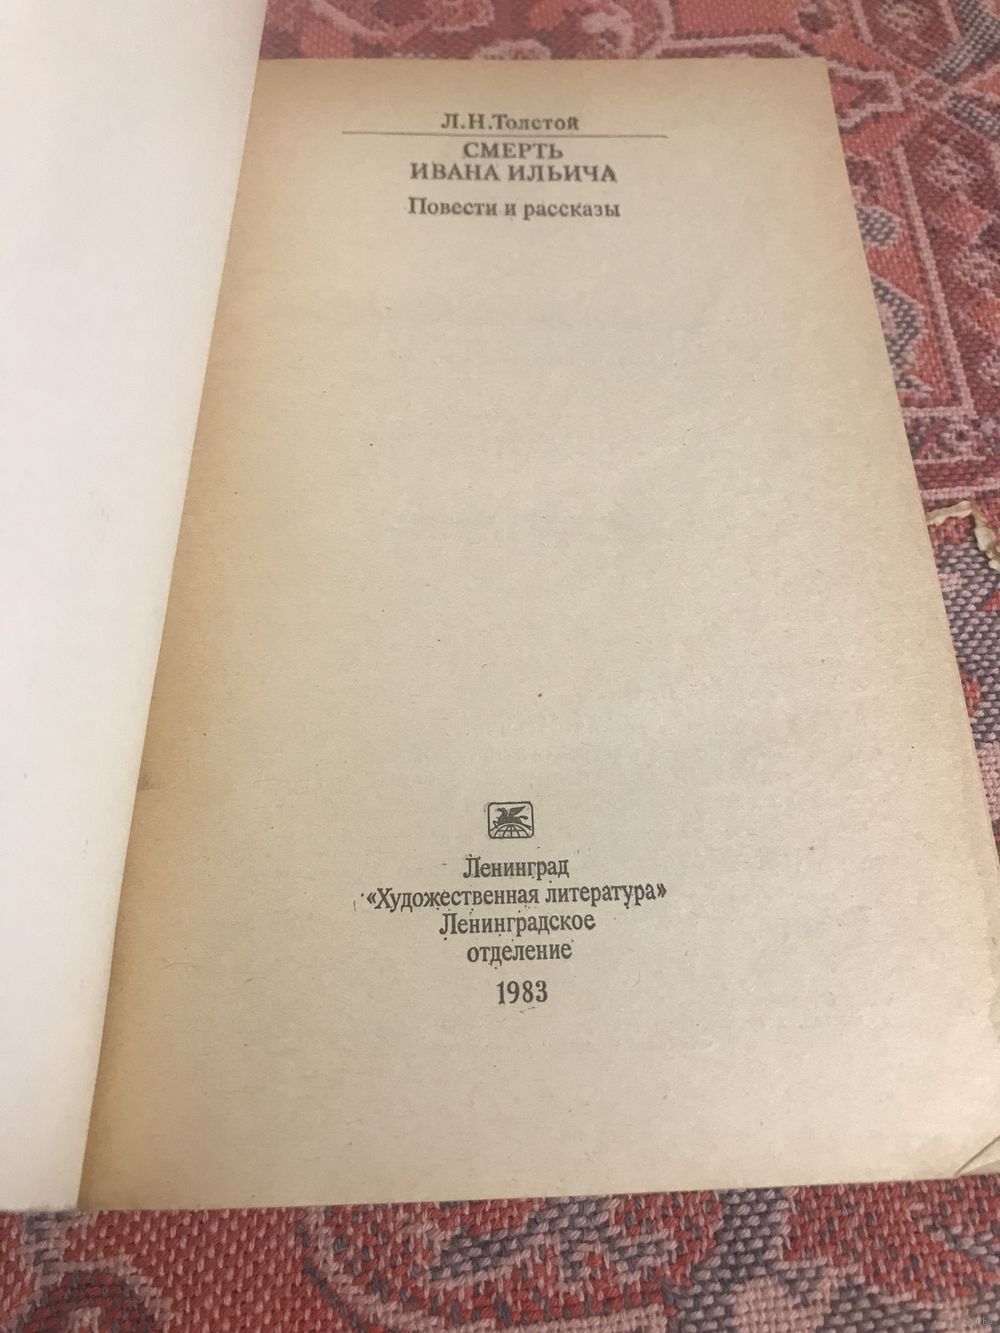 Л.Н.Толстой
СМЕРТЬ
ИВАНА ИЛЬИЧА
Повести и рассказы
Ленинград
«Художественная литература»
Ленинградское
отделение
1983